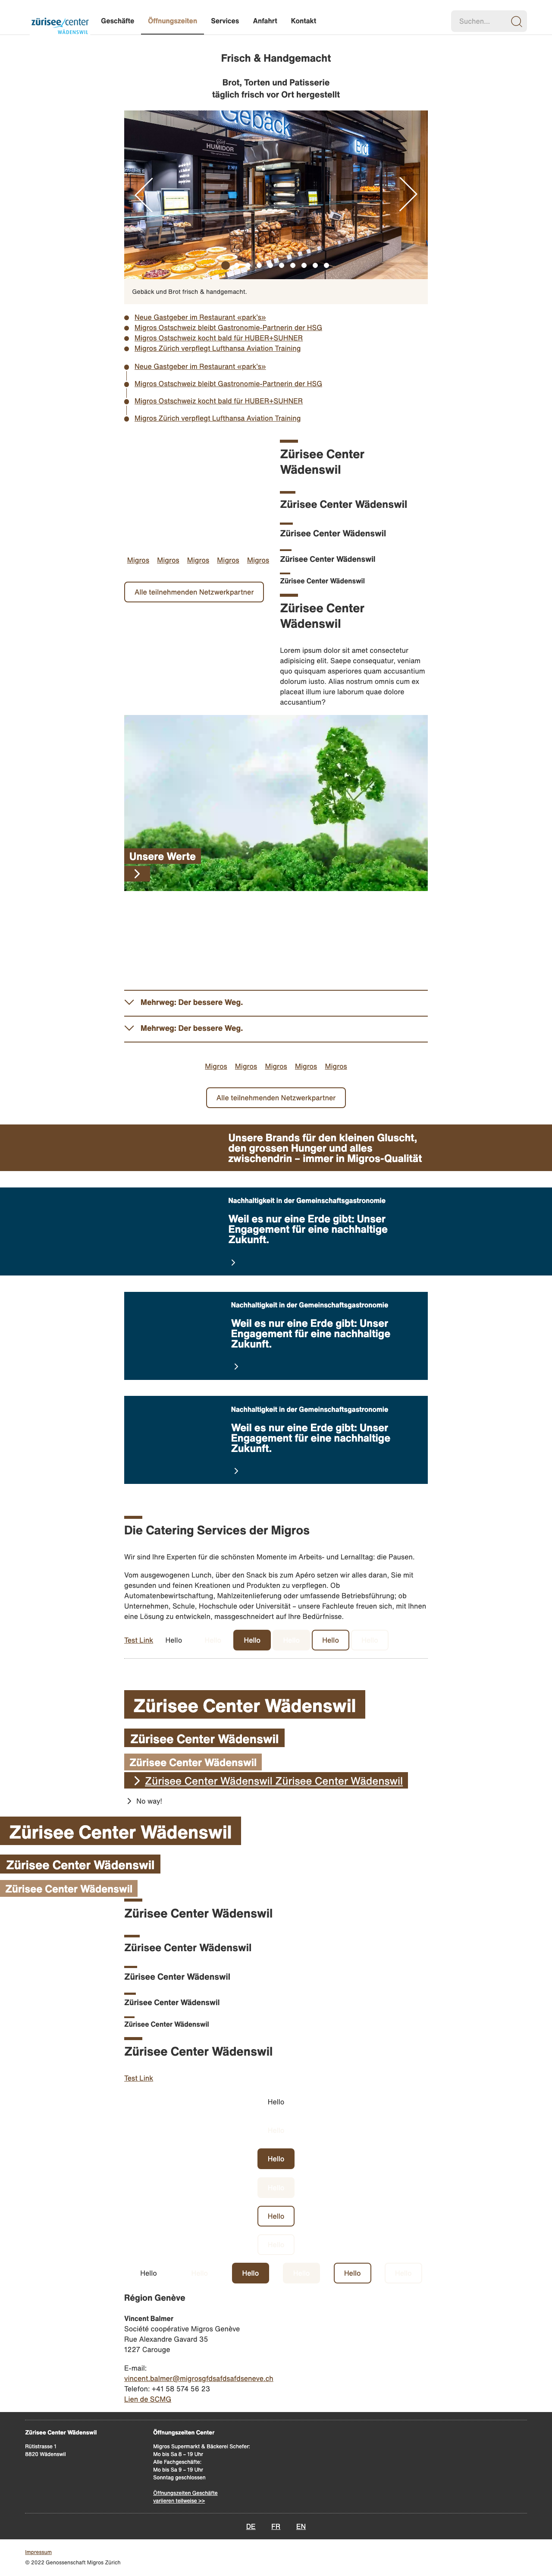 zürisee/center
WÄDENSWIL
Geschäfte
Öffnungszeiten
Services
Anfahrt
Kontakt
Suchen...
Frisch & Handgemacht
Brot, Torten und Patisserie
täglich frisch vor Ort hergestellt
Gebäck
HUMIDOR
Gebäck und Brot frisch & handgemacht.
Neue Gastgeber im Restaurant «park's»
Migros Ostschweiz bleibt Gastronomie-Partnerin der HSG
Migros Ostschweiz kocht bald für HUBER+SUHNER
Migros Zürich verpflegt Lufthansa Aviation Training
Neue Gastgeber im Restaurant «park's»
Migros Ostschweiz bleibt Gastronomie-Partnerin der HSG
Migros Ostschweiz kocht bald für HUBER+SUHNER
Migros Zürich verpflegt Lufthansa Aviation Training
Migros Migros Migros Migros Migros
Alle teilnehmenden Netzwerkpartner
Zürisee Center
Wädenswil
Zürisee Center Wädenswil
Zürisee Center Wädenswil
Zürisee Center Wädenswil
Zürisee Center Wädenswil
Zürisee Center
Wädenswil
Lorem ipsum dolor sit amet consectetur
adipisicing elit. Saepe consequatur, veniam
quo quisquam asperiores quam accusantium
dolorum iusto. Alias nostrum omnis cum ex
placeat illum iure laborum quae dolore
accusantium?
Unsere Werte
Mehrweg: Der bessere Weg.
Mehrweg: Der bessere Weg.
Migros Migros Migros Migros Migros
Alle teilnehmenden Netzwerkpartner
Unsere Brands für den kleinen Gluscht,
den grossen Hunger und alles
zwischendrin – immer in Migros-Qualität
Nachhaltigkeit in der Gemeinschaftsgastronomie
Weil es nur eine Erde gibt: Unser
Engagement für eine nachhaltige
Zukunft.
Nachhaltigkeit in der Gemeinschaftsgastronomie
Weil es nur eine Erde gibt: Unser
Engagement für eine nachhaltige
Zukunft.
Nachhaltigkeit in der Gemeinschaftsgastronomie
Weil es nur eine Erde gibt: Unser
Engagement für eine nachhaltige
Zukunft.
Die Catering Services der Migros
Wir sind Ihre Experten für die schönsten Momente im Arbeits- und Lernalltag: die Pausen.
Vom ausgewogenen Lunch, über den Snack bis zum Apéro setzen wir alles daran, Sie mit
gesunden und feinen Kreationen und Produkten zu verpflegen. Ob
Automatenbewirtschaftung, Mahlzeitenlieferung oder umfassende Betriebsführung; ob
Unternehmen, Schule, Hochschule oder Universität – unsere Fachleute freuen sich, mit Ihnen
eine Lösung zu entwickeln, massgeschneidert auf Ihre Bedürfnisse.
Test Link Hello Hello Hello
Zürisee Center Wädenswil
Zürisee Center Wädenswil
Zürisee Center Wädenswil
Zürisee Center Wädenswil Zürisee Center Wädenswil
No way!
Zürisee Center Wädenswil
Zürisee Center Wädenswil
Zürisee Center Wädenswil
Zürisee Center Wädenswil
Zürisee Center Wädenswil
Zürisee Center Wädenswil
Zürisee Center Wädenswil
Zürisee Center Wädenswil
Zürisee Center Wädenswil
Test Link
Hello
Hello
Hello
Hello Hello Hello
Région Genève
Vincent Balmer
Société coopérative Migros Genève
Rue Alexandre Gavard 35
1227 Carouge
E-mail:
vincent.balmer@migrosgfdsafdsafdseneve.ch
Telefon: +41 58 574 56 23
Lien de SCMG
Zürisee Center Wädenswil
Rütistrasse 1
8820 Wädenswil
Öffnungszeiten Center
Migros Supermarkt & Bäckerei Schefer:
Mo bis Sa 8 – 19 Uhr
Alle Fachgeschäfte:
Mo bis Sa 9 – 19 Uhr
Sonntag geschlossen
Öffnungszeiten Geschäfte
variieren teilweise >>
DE FR EN
Impressum
© 2022 Genossenschaft Migros Zürich